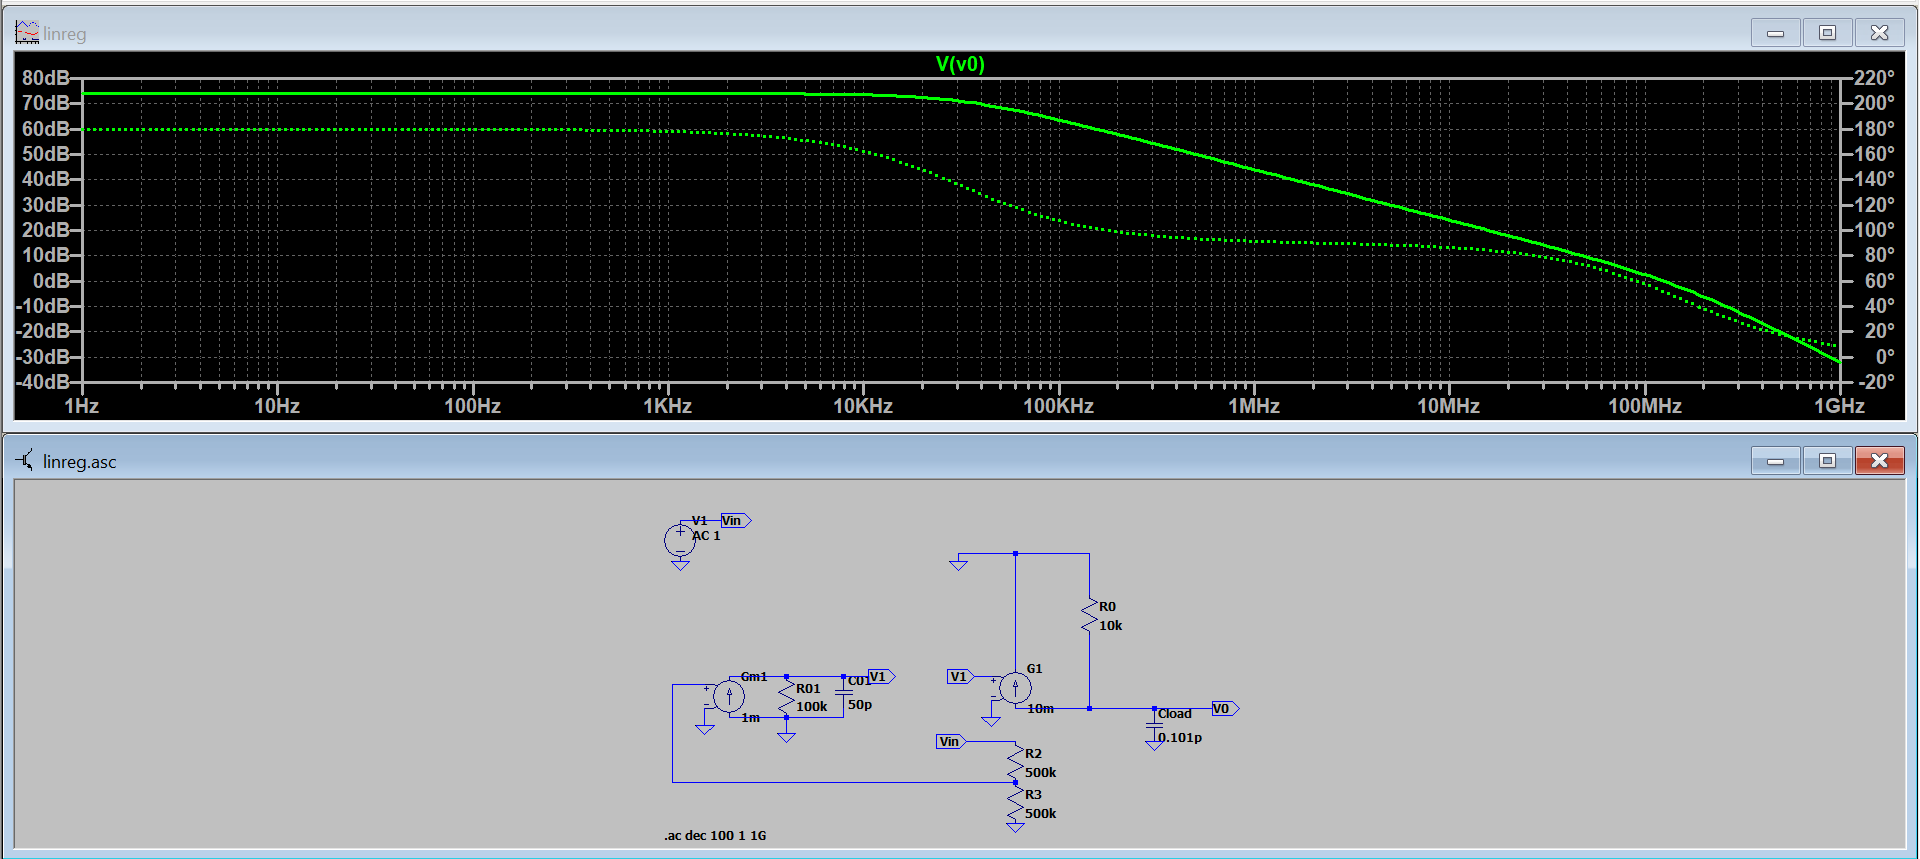 linreg
V(v0)
80dB 220°
70dB 200°
60dB 180°
50dB 160°
40dB 140°
30dB 120°
20dB 100°
10dB 80°
0dB 60°
-10dB 40°
-20dB 20°
-30dB 0°
-40dB -20°
1Hz 10Hz 100Hz 1KHz 10KHz 100KHz 1MHz 10MHz 100MHz 1GHz
linreg.asc
V1 Vin
AC 1
R0
10k
Gm1 V1 V1 G1
R01 C01
100k 50p
1m 10m Cload V0
0.101p
Vin
R2
500k
R3
500k
.ac dec 100 1 1G